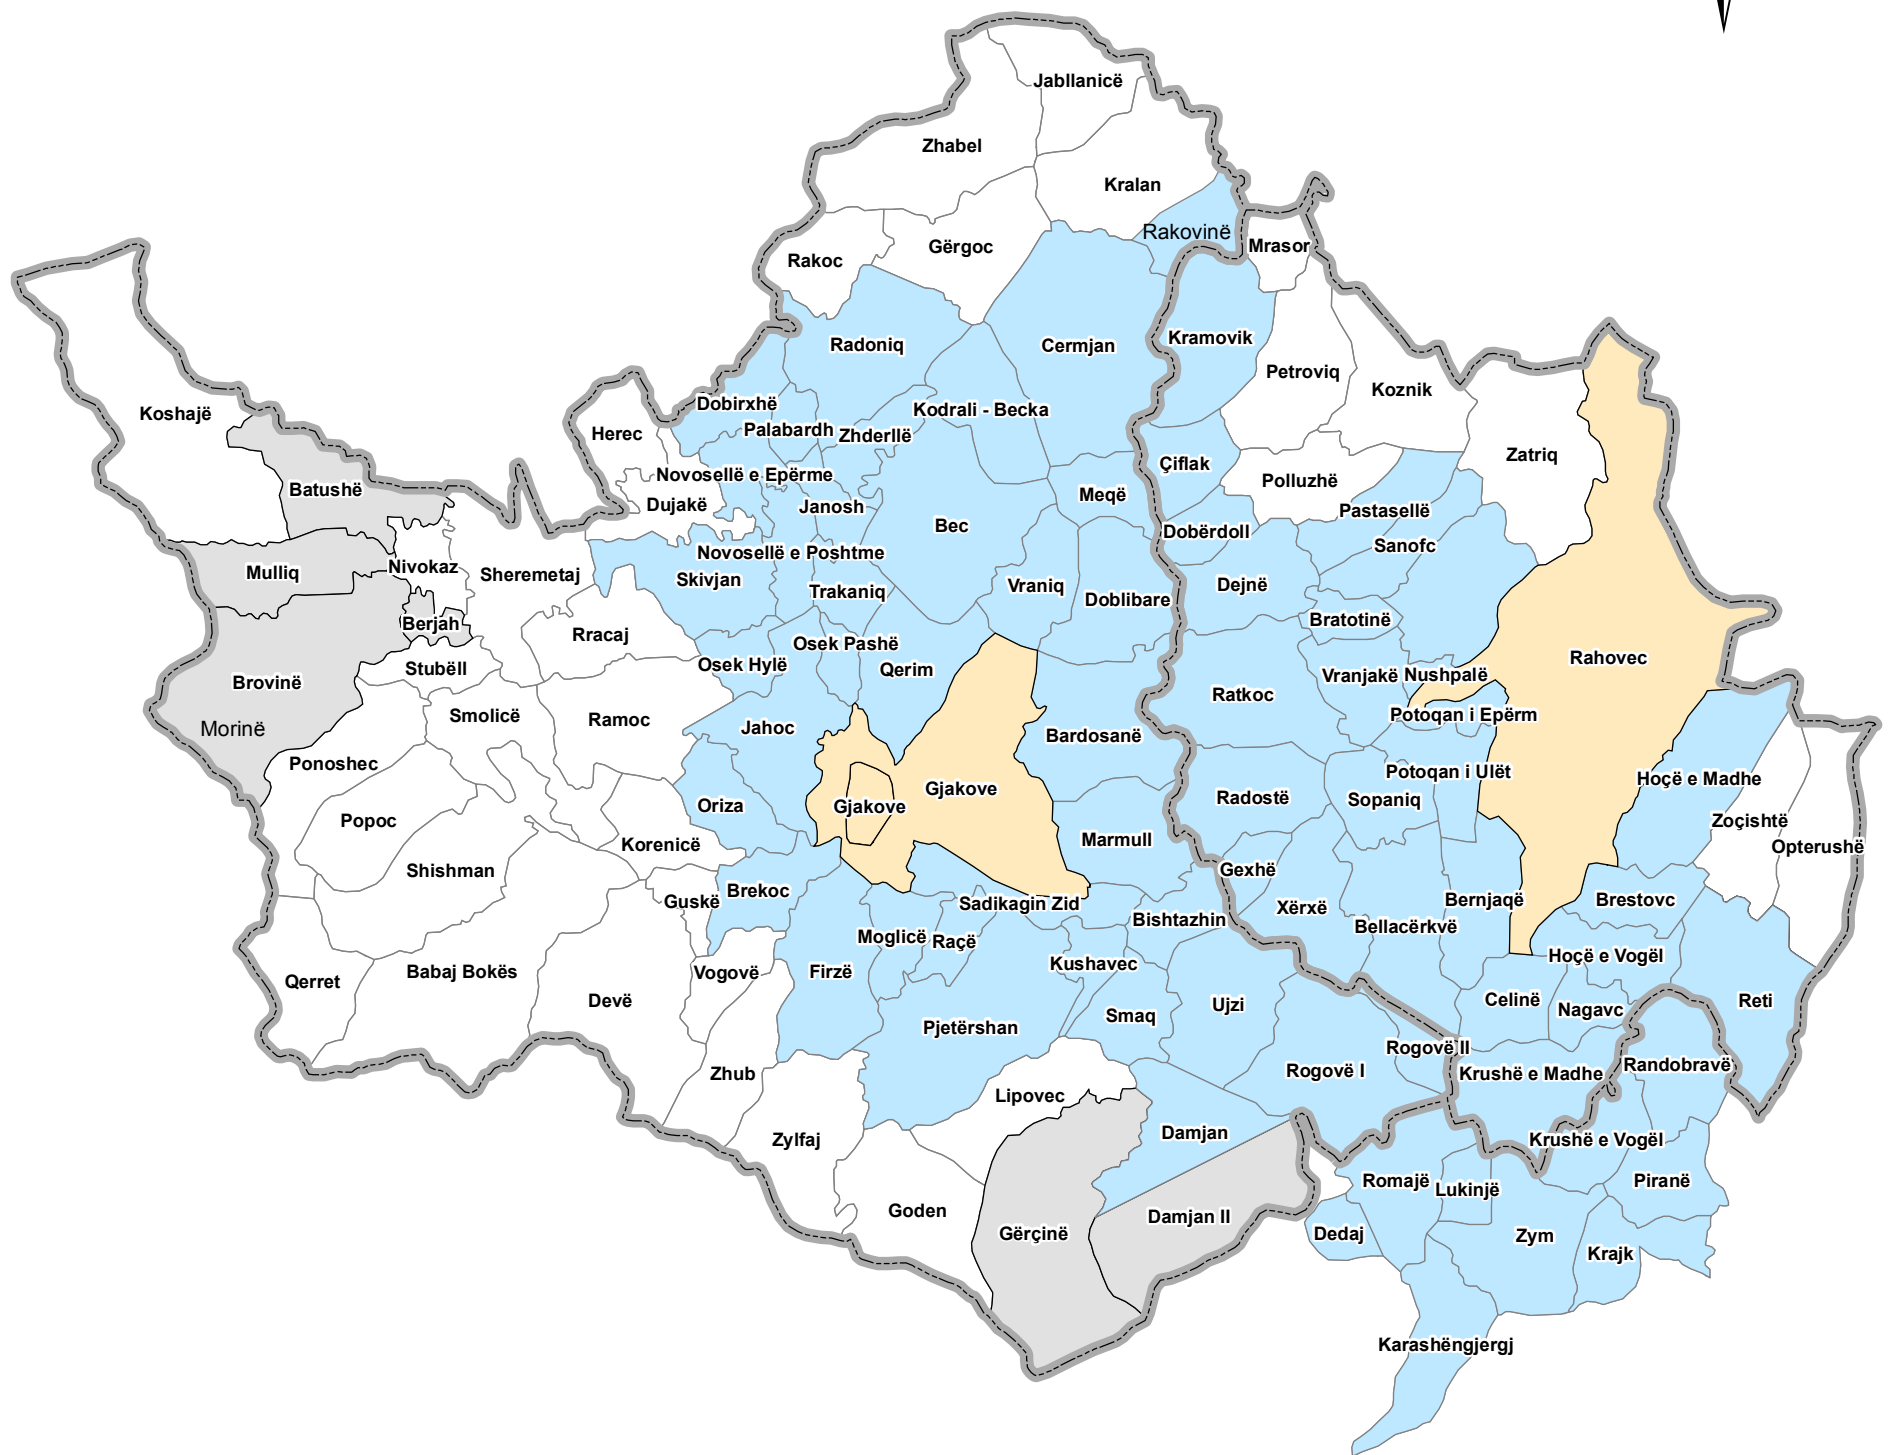 Jabllanicë
Zhabel
Kralan
Rakovinë
Mrasor
Gërgoc
Rakoc
Radoniq
Cermjan
Kramovik
Petroviq
Koznik
Koshajë
Dobirxhë
Kodrali - Becka
Palabardh
Zhderllë
Herec
Zatriq
Çiflak
Novosellë e Epërme
Polluzhë
Batushë
Meqë
Dujakë
Janosh
Pastasellë
Bec
Dobërdoll
Sanofc
Novosellë e Poshtme
Nivokaz
Mulliq
Sheremetaj
Skivjan
Vraniq
Dejnë
Trakaniq
Doblibare
Bratotinë
Berjah
Rracaj
Osek Pashë
Rahovec
Osek Hylë
Qerim
Stubëll
Vranjakë
Nushpalë
Brovinë
Ratkoc
Smolicë
Potoqan i Epërm
Ramoc
Morinë
Jahoc
Bardosanë
Ponoshec
Potoqan i Ulët
Hoçë e Madhe
Gjakove
Radostë
Sopaniq
Oriza
Gjakove
Popoc
Zoçishtë
Marmull
Korenicë
Opterushë
Shishman
Gexhë
Brekoc
Guskë
Sadikagin Zid
Bernjaqë
Brestovc
Xërxë
Bishtazhin
Bellacërkvë
Moglicë
Raçë
Hoçë e Vogël
Kushavec
Babaj Bokës
Vogovë
Firzë
Qerret
Devë
Celinë
Reti
Ujzi
Nagavc
Smaq
Pjetërshan
Rogovë II
Randobravë
Rogovë I
Zhub
Krushë e Madhe
Lipovec
Damjan
Zylfaj
Krushë e Vogël
Romajë
Lukinjë
Piranë
Goden
Damjan II
Gërçinë
Dedaj
Zym
Krajk
Karashëngjergj